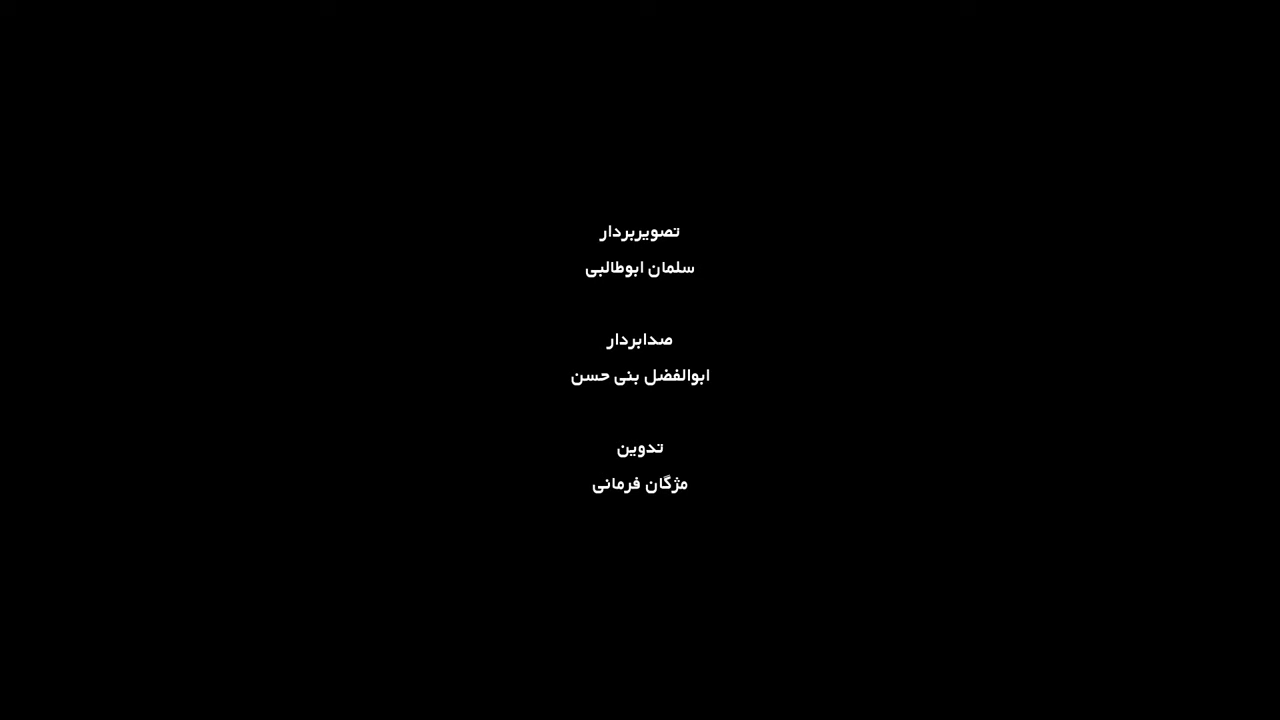 تصویربردار
سلمان ابوطالبی
صدابردار
ابوالفضل بنی حسن
تدوین
مژگان فرمانی